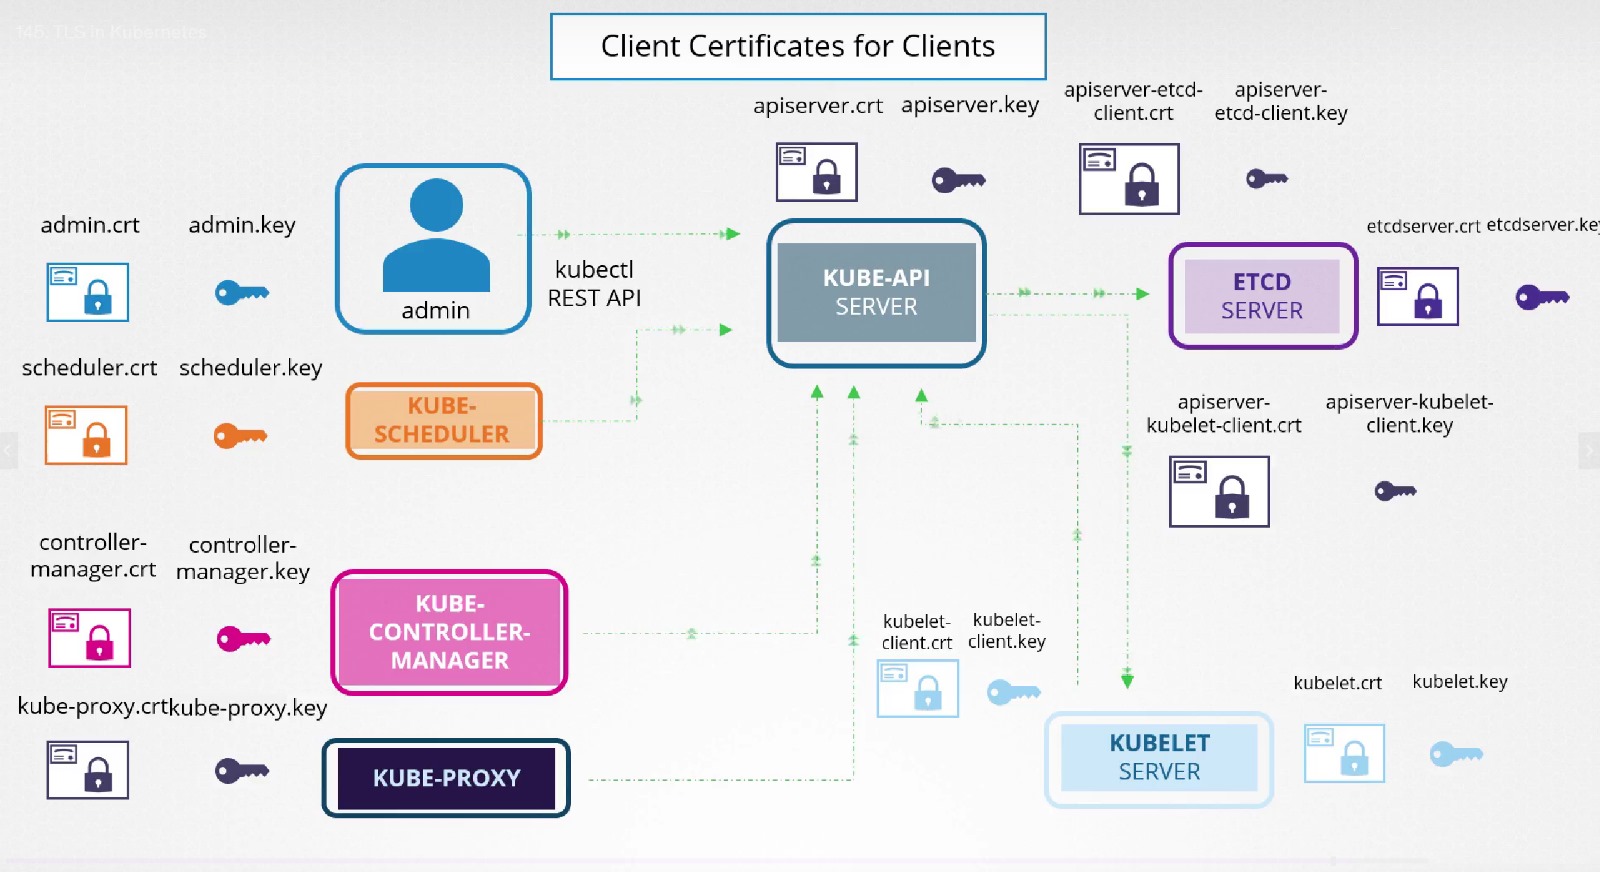 146. TLS in Kubernetes
Client Certificates for Clients
apiserver.crt
apiserver.key
apiserver-etcd-
client.crt
apiserver-
etcd-client.key
admin.crt
admin.key
admin
kubectl
REST API
KUBE-API
SERVER
ETCD
SERVER
etcdserver.crt
etcdserver.key
scheduler.crt
scheduler.key
KUBE-
SCHEDULER
apiserver-
kubelet-client.crt
apiserver-kubelet-
client.key
controller-
manager.crt
controller-
manager.key
KUBE-
CONTROLLER-
MANAGER
kubelet-
client.crt
kubelet-
client.key
kube-proxy.crt
kube-proxy.key
KUBE-PROXY
KUBELET
SERVER
kubelet.crt
kubelet.key